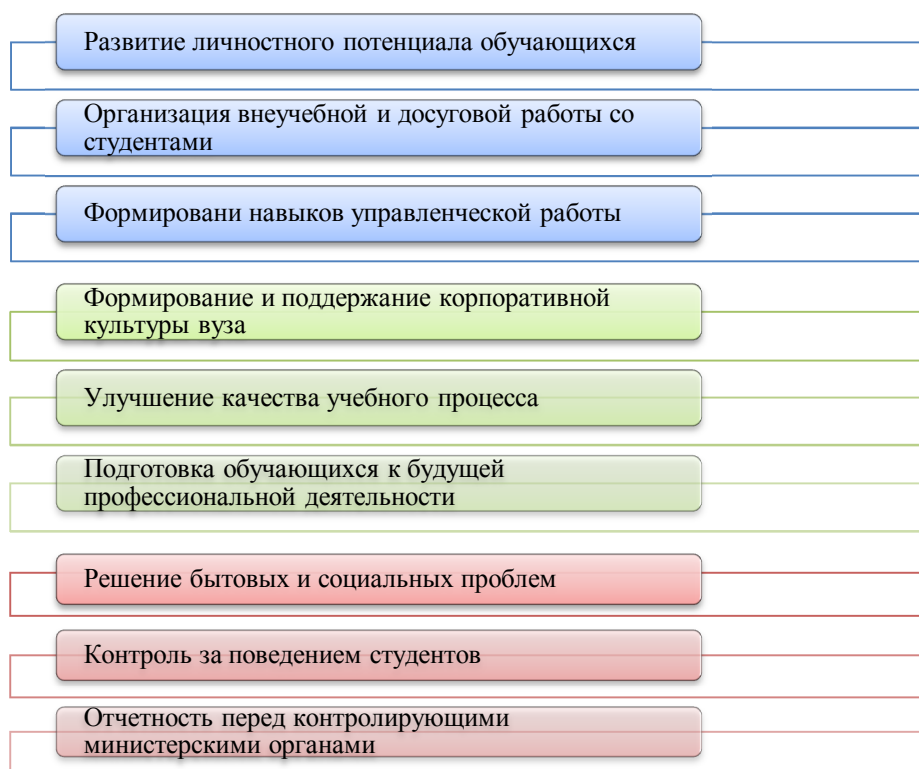 Развитие личностного потенциала обучающихся
Организация внеучебной и досуговой работы со
студентами
Формировани навыков управленческой работы
Формирование и поддержание корпоративной
культуры вуза
Улучшение качества учебного процесса
Подготовка обучающихся к будущей
профессиональной деятельности
Решение бытовых и социальных проблем
Контроль за поведением студентов
Отчетность перед контролирующими
министерскими органами